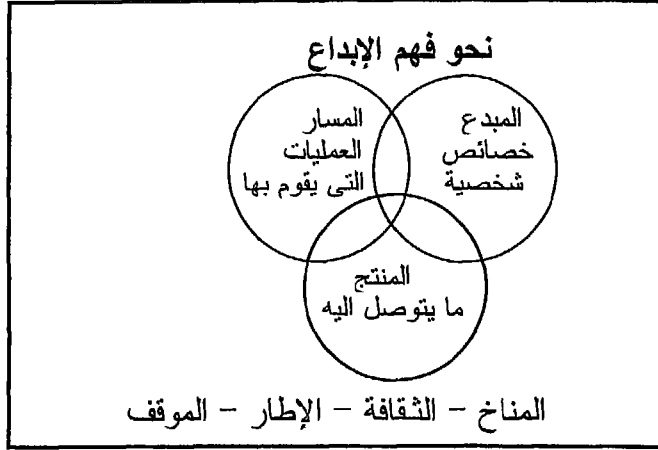 نحو فهم الإبداع
المبدع
خصائص
شخصية
المسار
العمليات
التى يقوم بها
المنتج
ما يتوصل اليه
المناخ – الثقافة – الإطار – الموقف